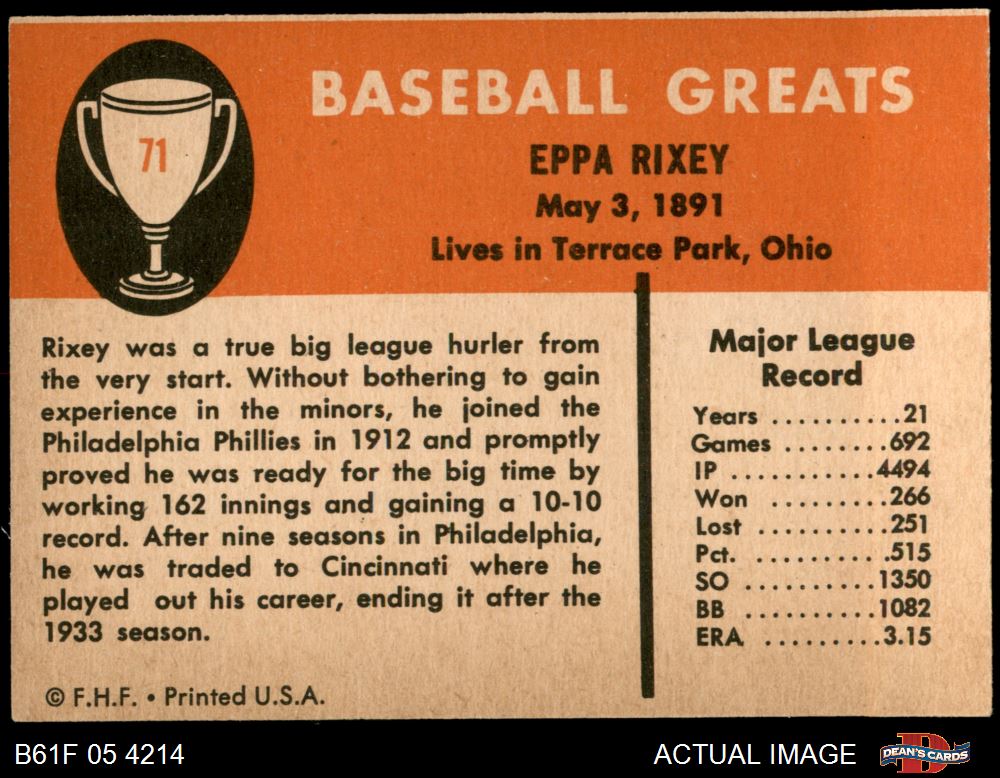 71
BASEBALL GREATS
EPPA RIXEY
May 3, 1891
Lives in Terrace Park, Ohio
Rixey was a true big league hurler from
the very start. Without bothering to gain
experience in the minors, he joined the
Philadelphia Phillies in 1912 and promptly
proved he was ready for the big time by
working 162 innings and gaining a 10-10
record. After nine seasons in Philadelphia,
he was traded to Cincinnati where he
played out his career, ending it after the
1933 season.
© F.H.F. • Printed U.S.A.
Major League
Record
Years ..........21
Games ........692
IP ...........4494
Won .........266
Lost ..........251
Pct. ..........515
SO ..........1350
BB ..........1082
ERA .........3.15
B61F 05 4214
ACTUAL IMAGE
D
DEAN'S CARDS